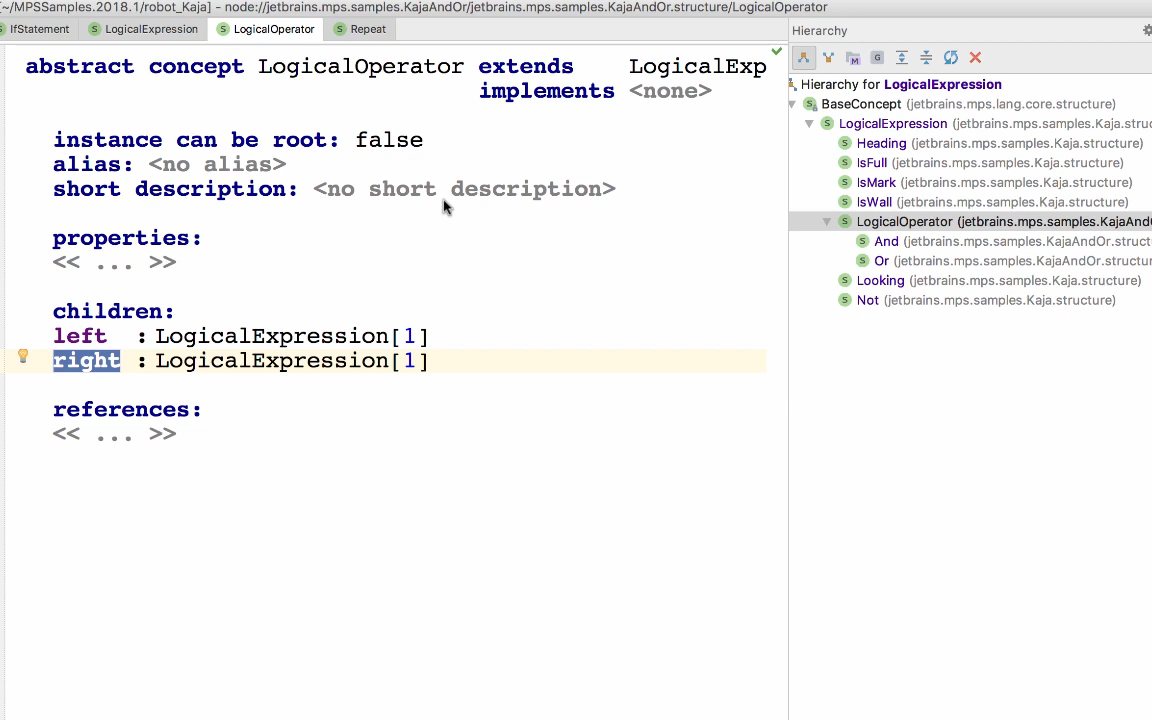 [~/MPSSamples.2018.1/robot_Kaja] - node://jetbrains.mps.samples.KajaAndOr/jetbrains.mps.samples.KajaAndOr.structure/LogicalOperator
S IfStatement S LogicalExpression S LogicalOperator S Repeat
abstract concept LogicalOperator extends LogicalExp
implements <none>
instance can be root: false
alias: <no alias>
short description: <no short description>
properties:
<< ... >>
children:
left : LogicalExpression[1]
right : LogicalExpression[1]
references:
<< ... >>
Hierarchy
M G
Hierarchy for LogicalExpression
S BaseConcept (jetbrains.mps.lang.core.structure)
S LogicalExpression (jetbrains.mps.samples.Kaja.struc
S Heading (jetbrains.mps.samples.Kaja.structure)
S IsFull (jetbrains.mps.samples.Kaja.structure)
S IsMark (jetbrains.mps.samples.Kaja.structure)
S IsWall (jetbrains.mps.samples.Kaja.structure)
S LogicalOperator (jetbrains.mps.samples.KajaAnd
S And (jetbrains.mps.samples.KajaAndOr.struct
S Or (jetbrains.mps.samples.KajaAndOr.structur
S Looking (jetbrains.mps.samples.Kaja.structure)
S Not (jetbrains.mps.samples.Kaja.structure)